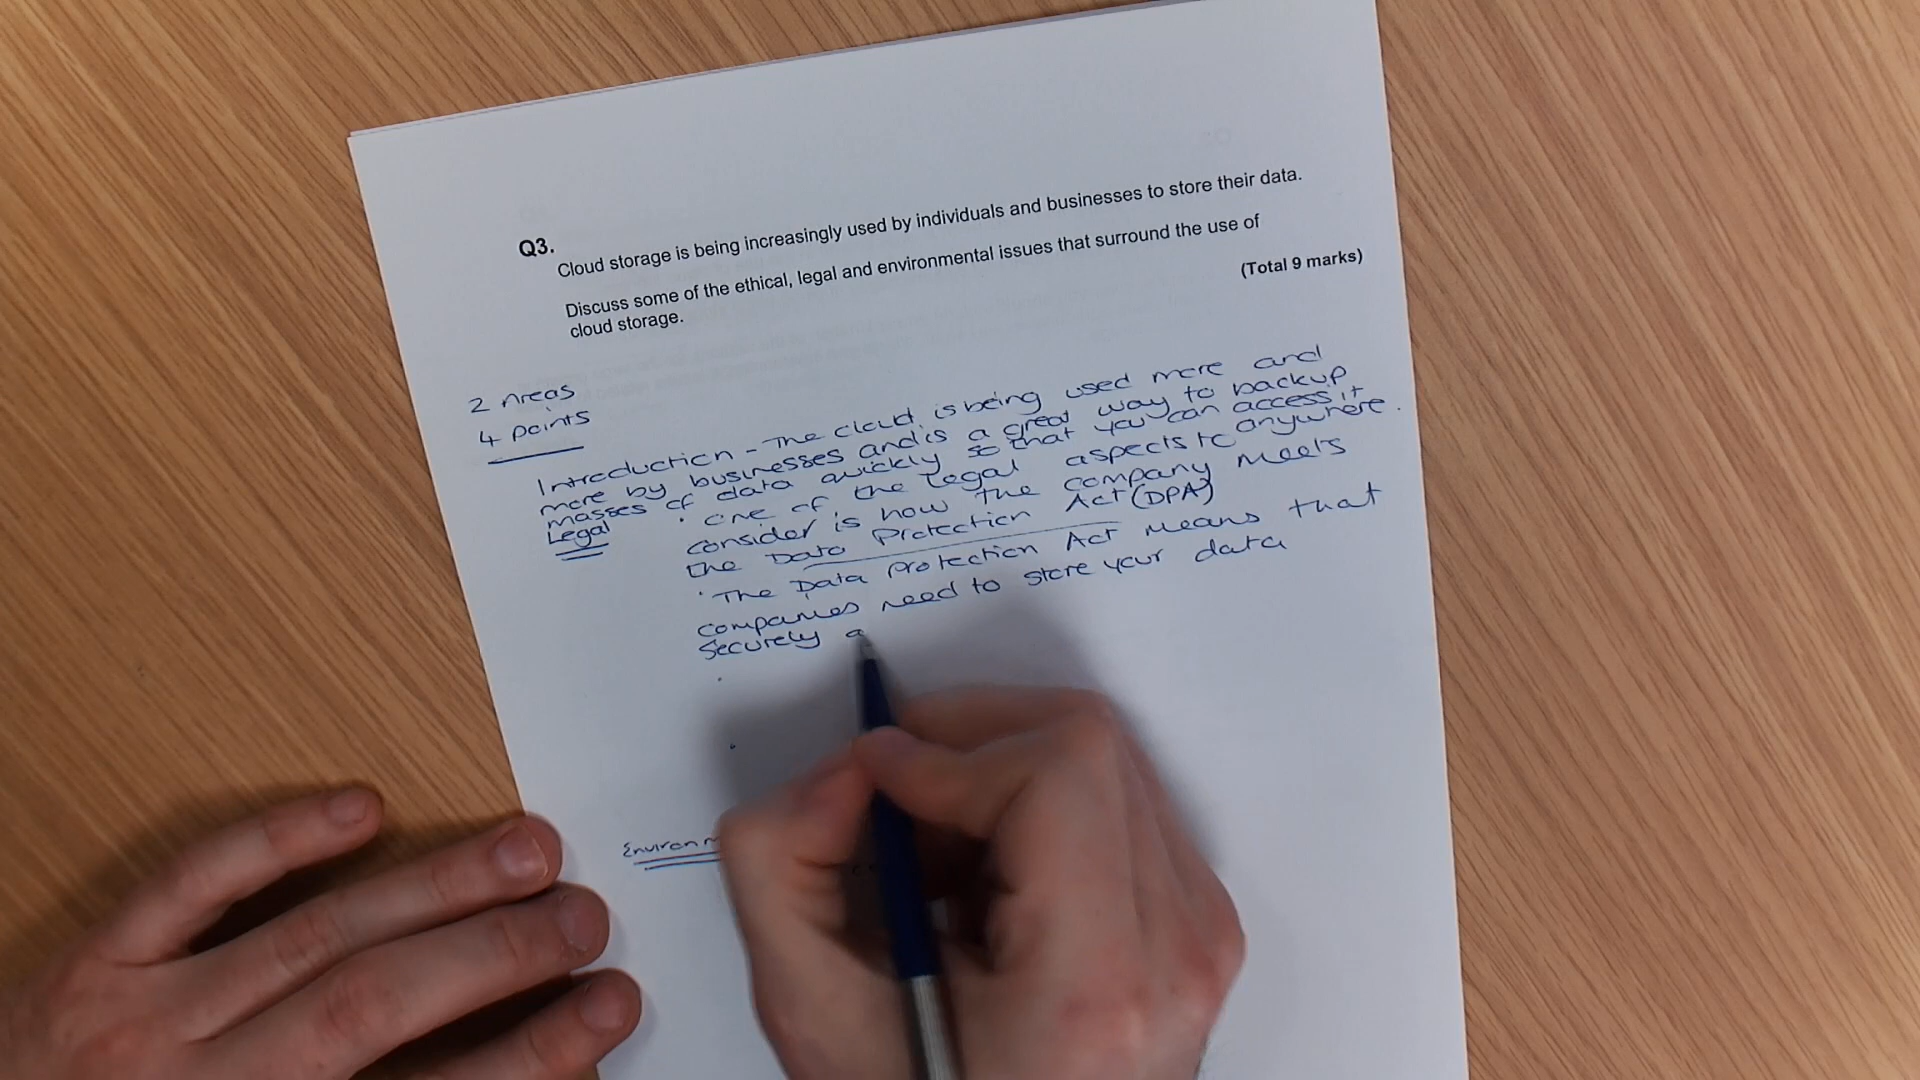 Q3.
Cloud storage is being increasingly used by individuals and businesses to store their data.
Discuss some of the ethical, legal and environmental issues that surround the use of
cloud storage.
(Total 9 marks)
2 Areas
4 points
Introduction - The cloud is being used more and
more by businesses and is a great way to backup
masses of data quickly so that you can access it
anywhere.
Legal
· one of the legal aspects to
consider is how the company meets
the Data Protection Act (DPA)
· The Data Protection Act means that
companies need to store your data
securely a
Environm